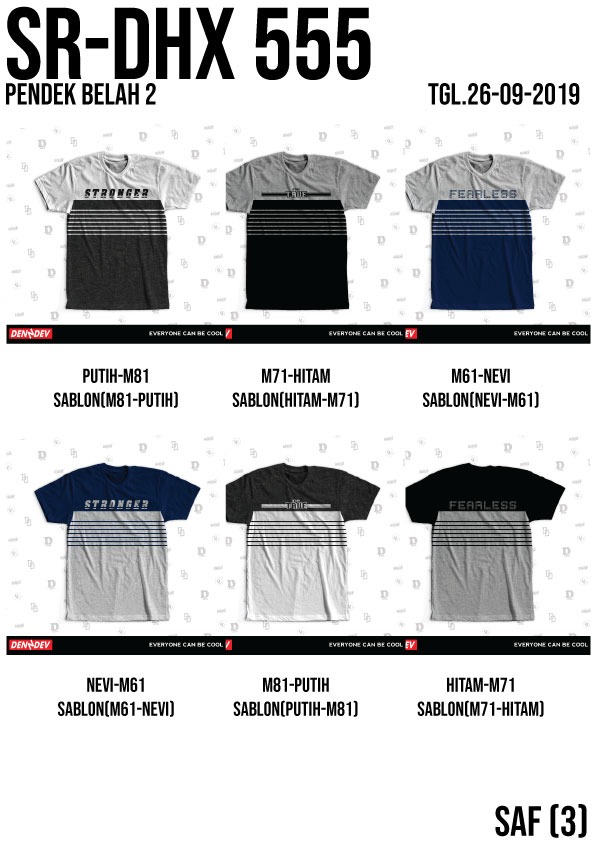 SR-DHX 555
PENDEK BELAH 2
TGL.26-09-2019
STRONGER
TRUE
FEARLESS
DENDEV
EVERYONE CAN BE COOL
EVERYONE CAN BE COOL
EV
EVERYONE CAN BE COOL
PUTIH-M81
SABLON(M81-PUTIH)
M71-HITAM
SABLON(HITAM-M71)
M61-NEVI
SABLON(NEVI-M61)
STRONGER
TRUE
FEARLESS
DENDEV
EVERYONE CAN BE COOL
EVERYONE CAN BE COOL
EV
EVERYONE CAN BE COOL
NEVI-M61
SABLON(M61-NEVI)
M81-PUTIH
SABLON(PUTIH-M81)
HITAM-M71
SABLON(M71-HITAM)
SAF (3)